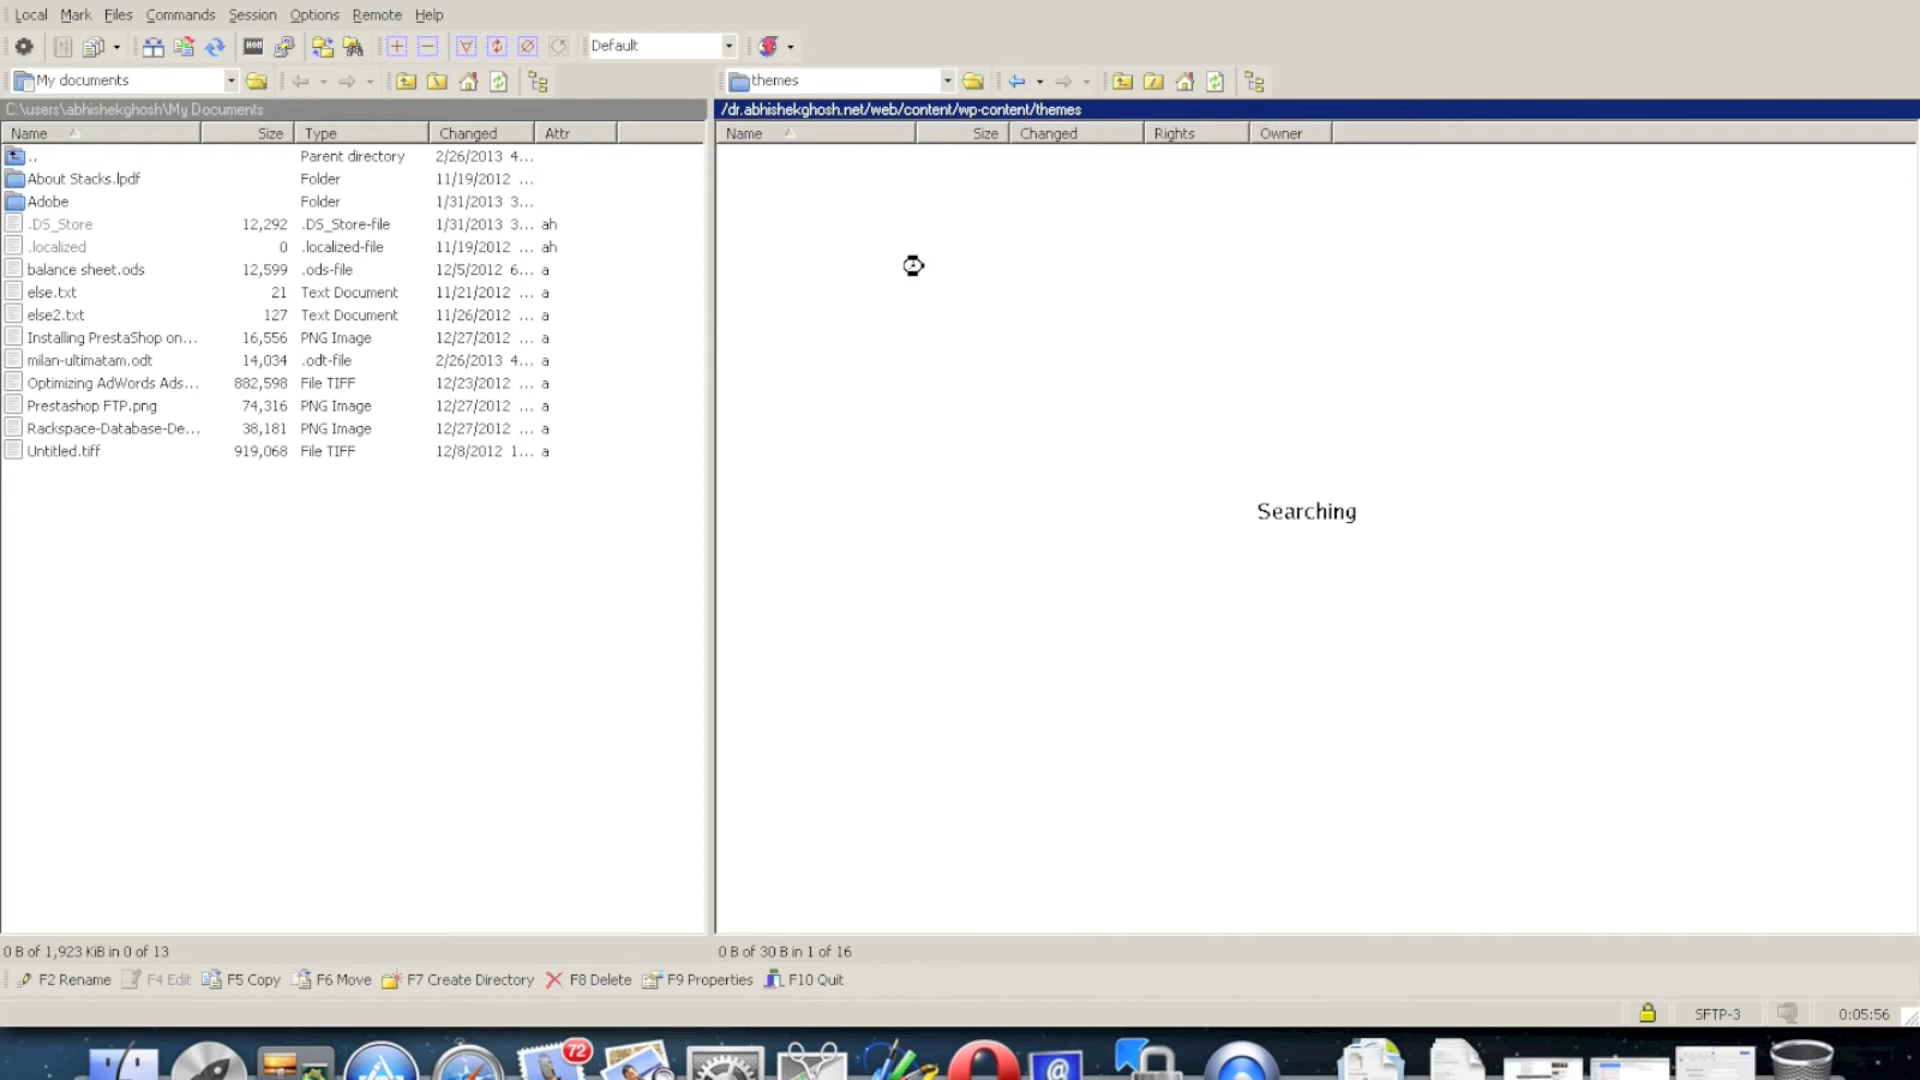 Local Mark Files Commands Session Options Remote Help
Default
My documents
themes
C:\users\abhishekghosh\My Documents
/dr.abhishekghosh.net/web/content/wp-content/themes
Name Size Type Changed Attr
Name Size Changed Rights Owner
.. Parent directory 2/26/2013 4...
About Stacks.lpdf Folder 11/19/2012 ...
Adobe Folder 1/31/2013 3...
.DS_Store 12,292 .DS_Store-file 1/31/2013 3... ah
.localized 0 .localized-file 11/19/2012 ... ah
balance sheet.ods 12,599 .ods-file 12/5/2012 6... a
else.txt 21 Text Document 11/21/2012 ... a
else2.txt 127 Text Document 11/26/2012 ... a
Installing PrestaShop on... 16,556 PNG Image 12/27/2012 ... a
milan-ultimatam.odt 14,034 .odt-file 2/26/2013 4... a
Optimizing AdWords Ads... 882,598 File TIFF 12/23/2012 ... a
Prestashop FTP.png 74,316 PNG Image 12/27/2012 ... a
Rackspace-Database-De... 38,181 PNG Image 12/27/2012 ... a
Untitled.tiff 919,068 File TIFF 12/8/2012 1... a
Searching
0 B of 1,923 KiB in 0 of 13
0 B of 30 B in 1 of 16
F2 Rename F4 Edit F5 Copy F6 Move F7 Create Directory F8 Delete F9 Properties F10 Quit
SFTP-3 0:05:56
72
@